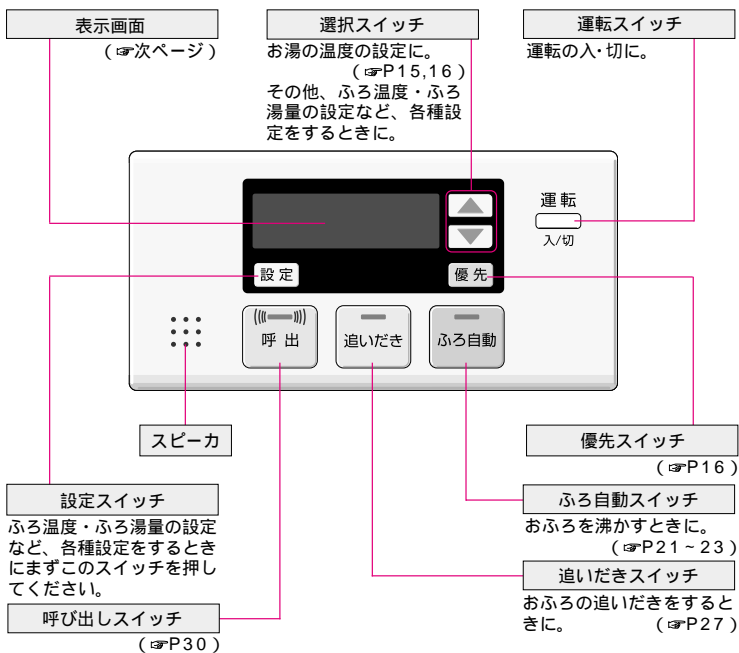 表示画面
(☞次ページ)
選択スイッチ
お湯の温度の設定に。
(☞P15,16)
その他、ふろ温度・ふろ
湯量の設定など、各種設
定をするときに。
運転スイッチ
運転の入・切に。
運転
入/切
設定
優先
呼出
追いだき
ふろ自動
スピーカ
優先スイッチ
(☞P16)
設定スイッチ
ふろ温度・ふろ湯量の設定
など、各種設定をするとき
にまずこのスイッチを押し
てください。
ふろ自動スイッチ
おふろを沸かすときに。
(☞P21~23)
追いだきスイッチ
おふろの追いだきをすると
きに。 (☞P27)
呼び出しスイッチ
(☞P30)